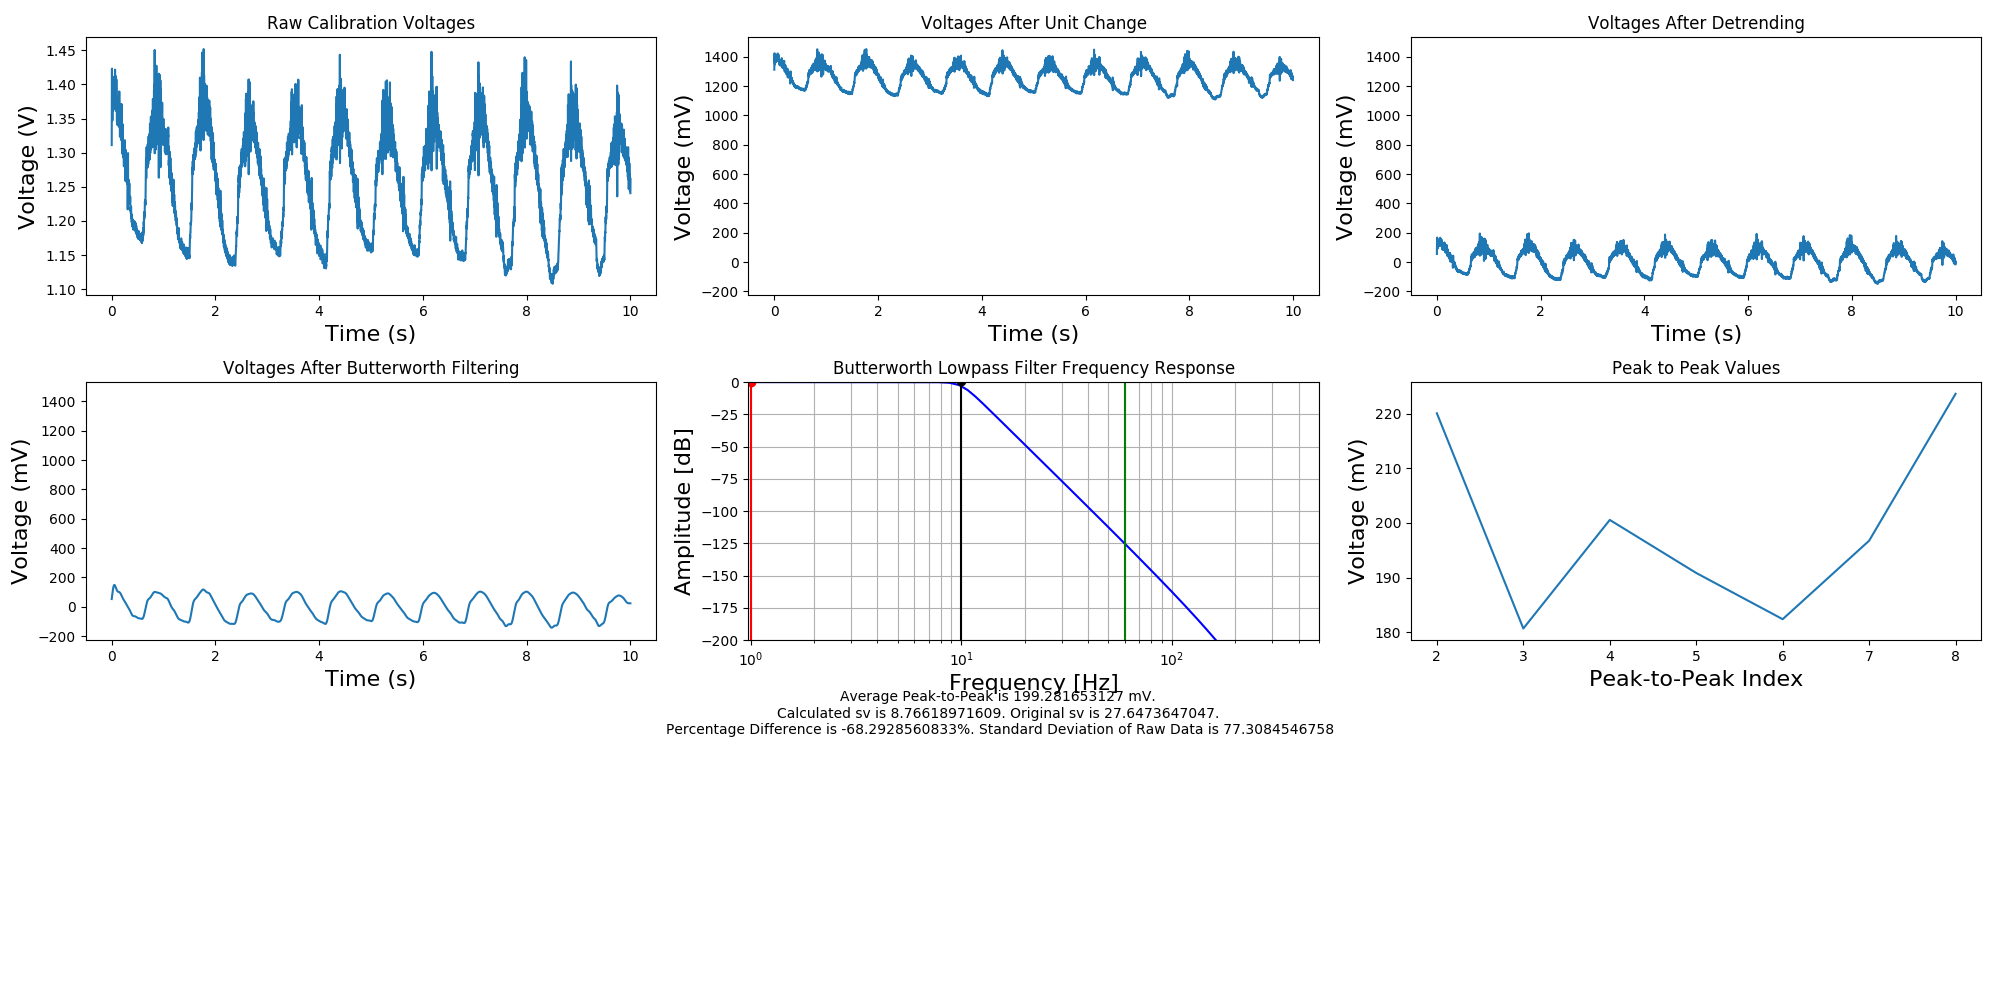 Raw Calibration Voltages
Voltage (V)
1.45
1.40
1.35
1.30
1.25
1.20
1.15
1.10
0 2 4 6 8 10
Time (s)
Voltages After Unit Change
Voltage (mV)
1400
1200
1000
800
600
400
200
0
−200
0 2 4 6 8 10
Time (s)
Voltages After Detrending
Voltage (mV)
1400
1200
1000
800
600
400
200
0
−200
0 2 4 6 8 10
Time (s)
Voltages After Butterworth Filtering
Voltage (mV)
1400
1200
1000
800
600
400
200
0
−200
0 2 4 6 8 10
Time (s)
Butterworth Lowpass Filter Frequency Response
Amplitude [dB]
0
−25
−50
−75
−100
−125
−150
−175
−200
10⁰ 10¹ 10²
Frequency [Hz]
Peak to Peak Values
Voltage (mV)
220
210
200
190
180
2 3 4 5 6 7 8
Peak-to-Peak Index
Average Peak-to-Peak is 199.281653127 mV.
Calculated sv is 8.76618971609. Original sv is 27.6473647047.
Percentage Difference is -68.2928560833%. Standard Deviation of Raw Data is 77.3084546758